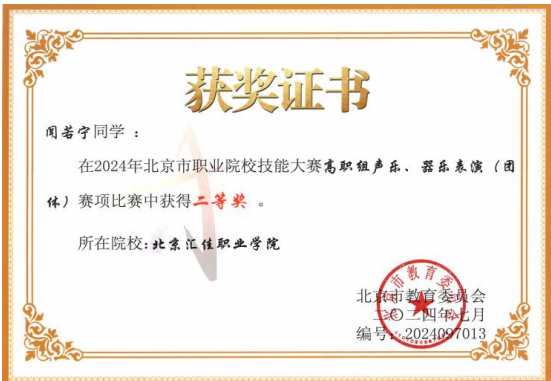 获奖证书
闻若宁同学：
在2024年北京市职业院校技能大赛高职组声乐、器乐表演（团
体）赛项比赛中获得二等奖。
所在院校:北京汇佳职业学院
北京市教育委员会
二〇二四年七月
编号：2024097013